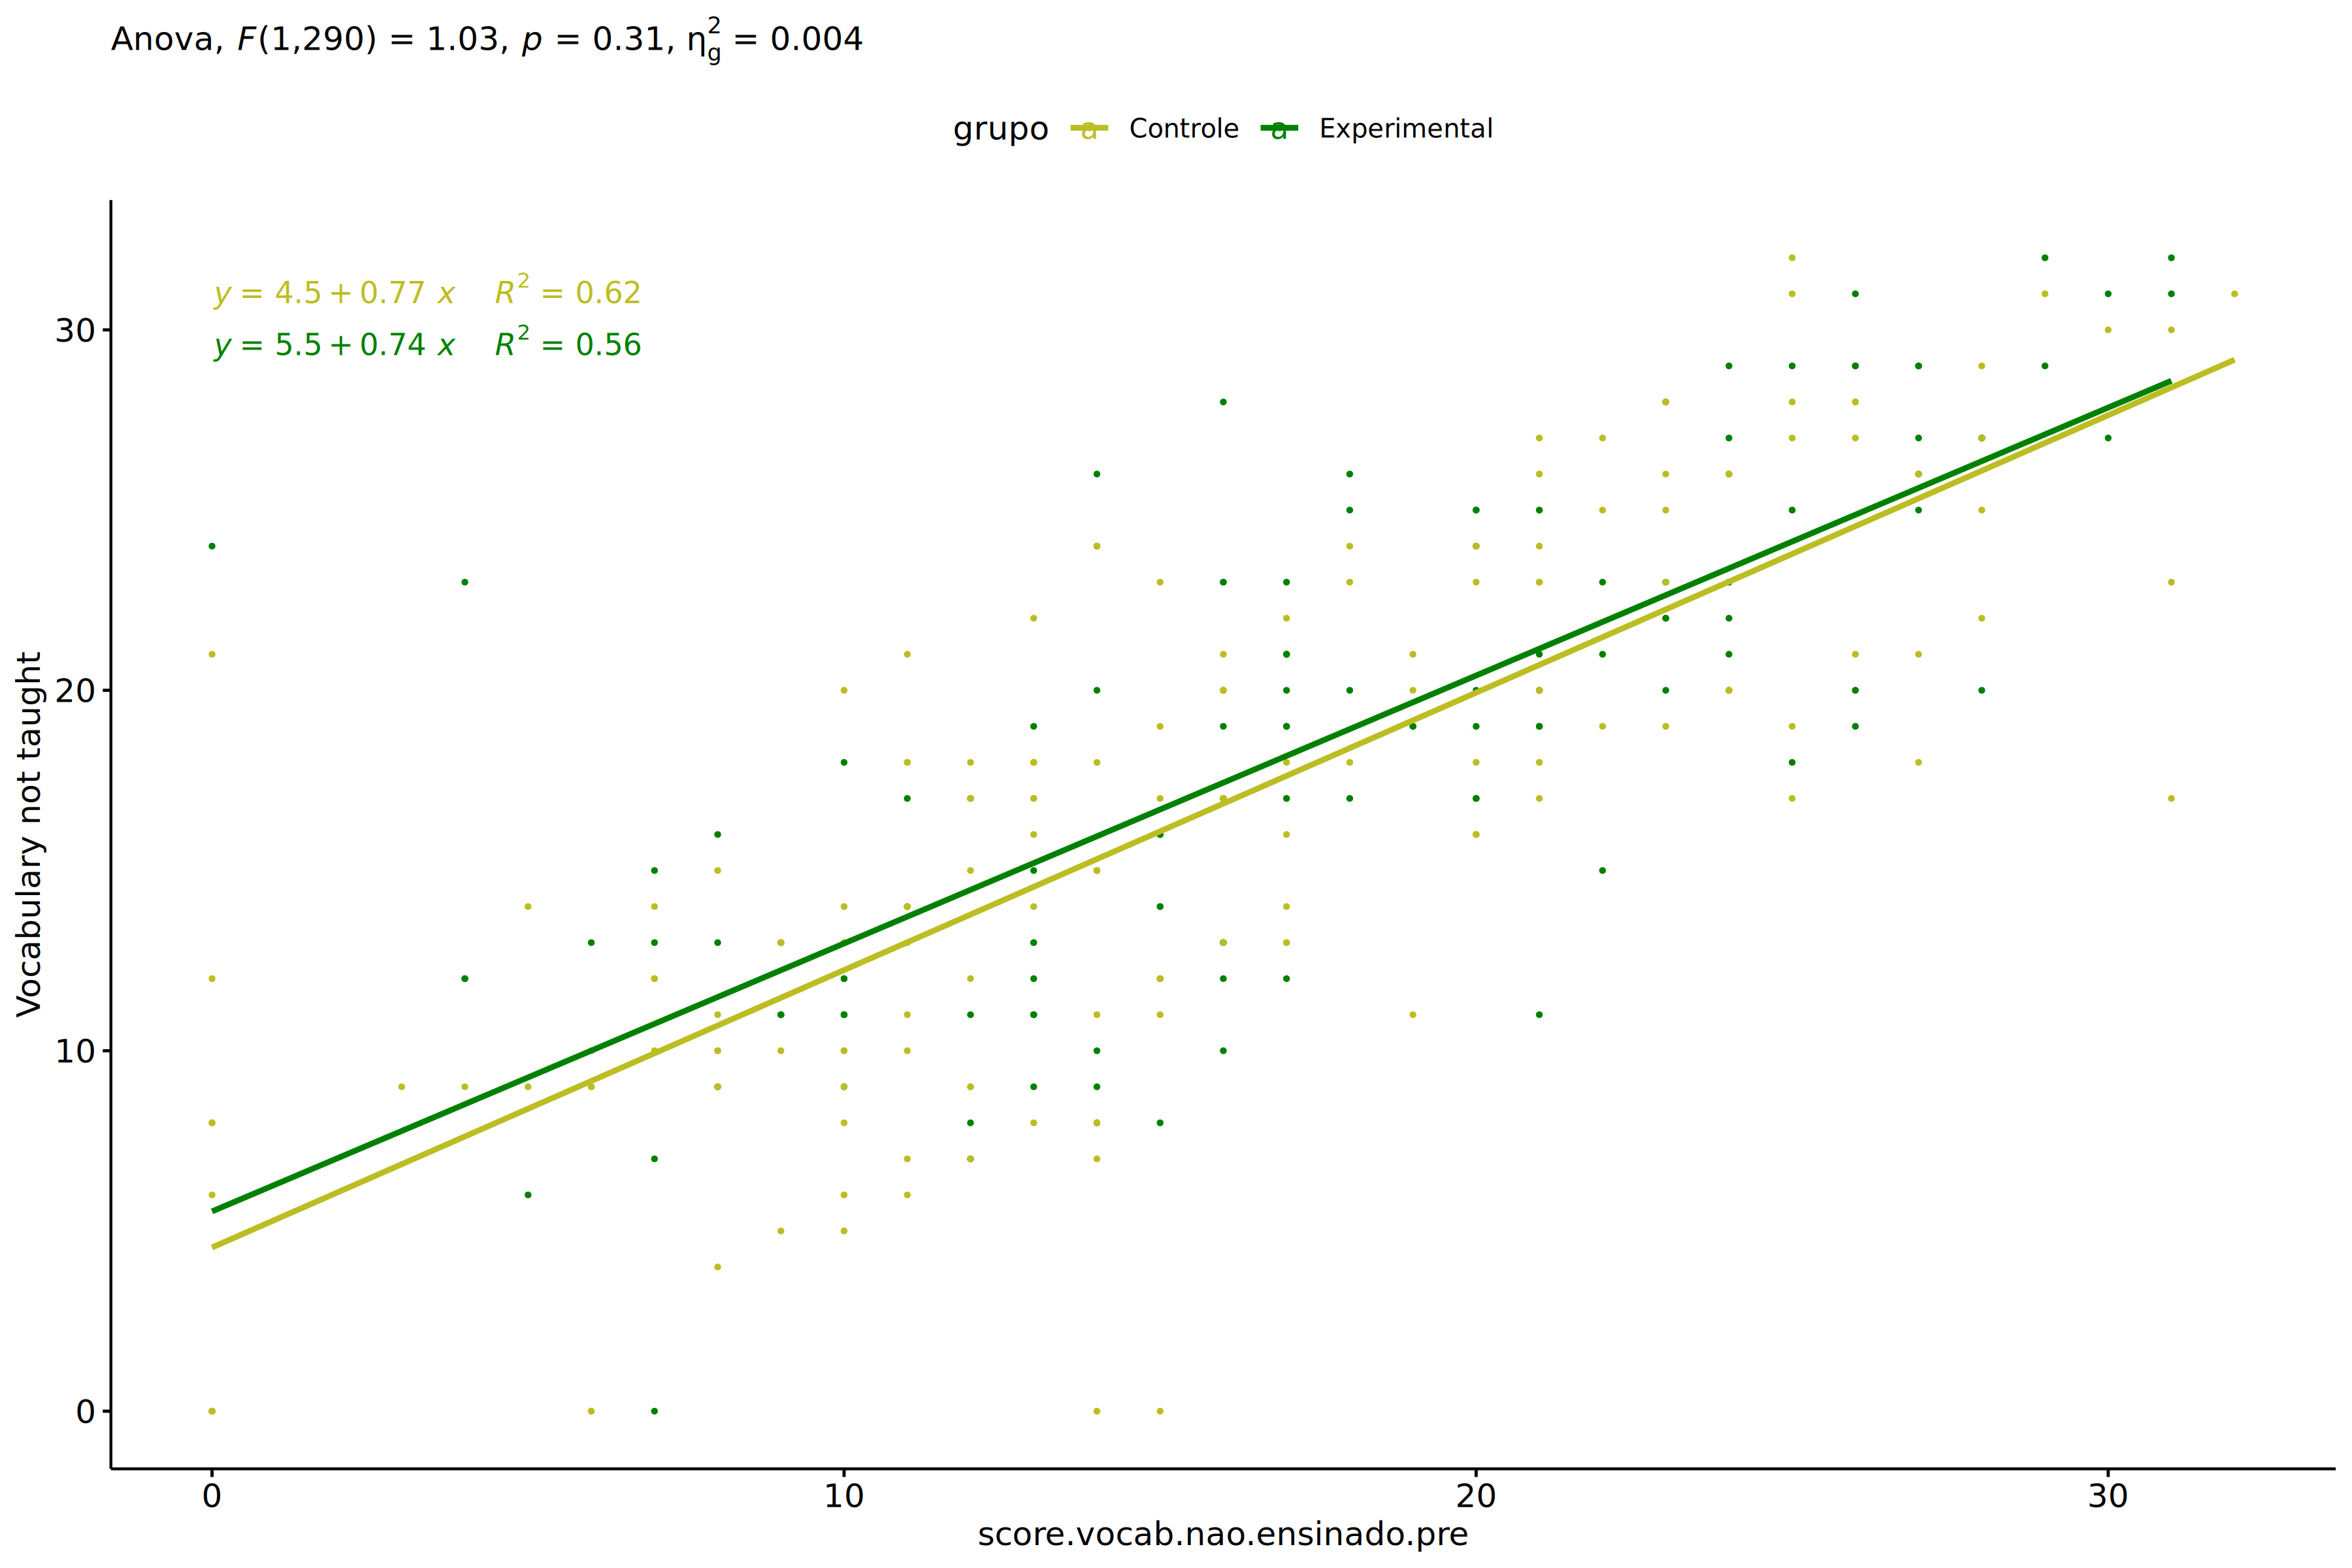 Anova, F(1,290) = 1.03, p = 0.31, η²g = 0.004
grupo a Controle a Experimental
y = 4.5 + 0.77 x R² = 0.62
y = 5.5 + 0.74 x R² = 0.56
Vocabulary not taught
30
20
10
0
0 10 20 30
score.vocab.nao.ensinado.pre